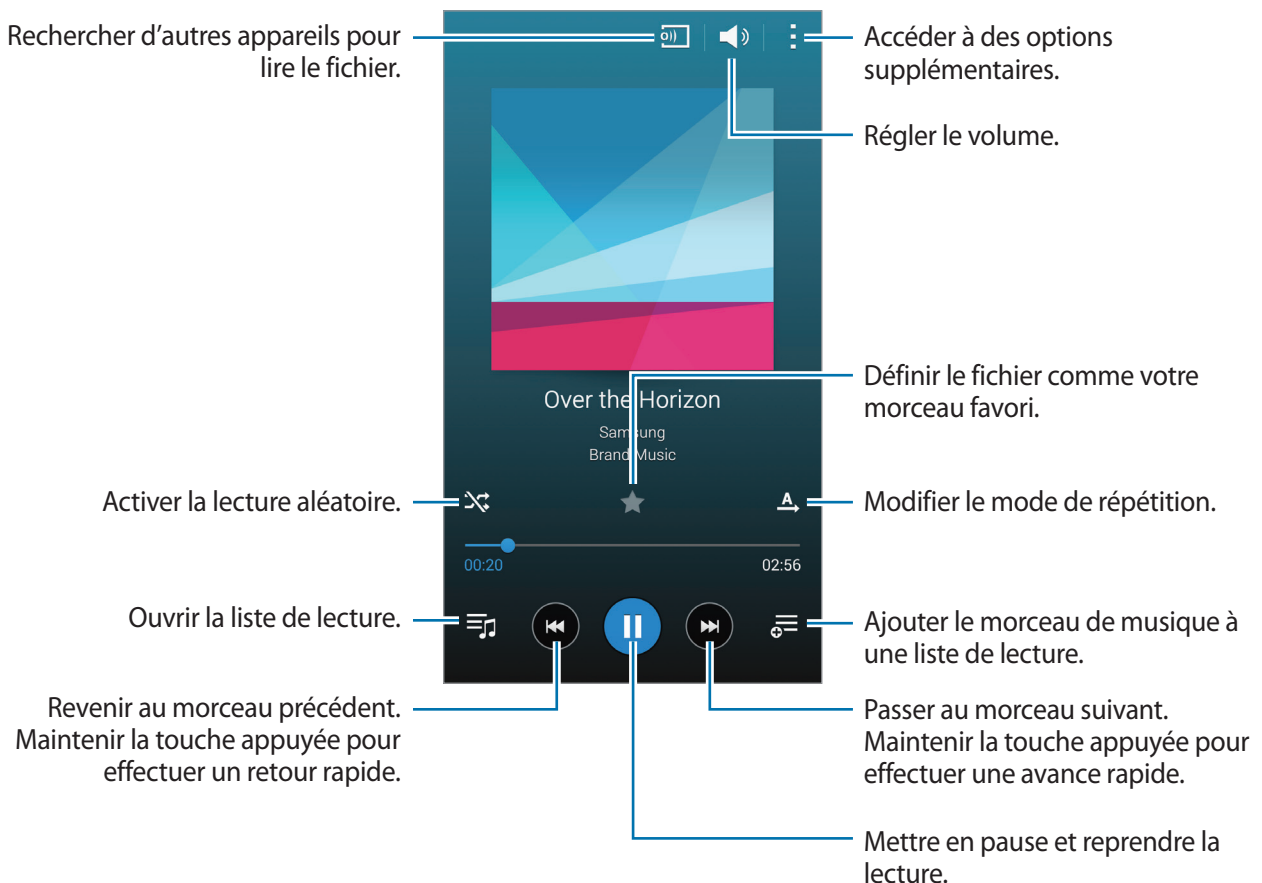 Rechercher d’autres appareils pour
lire le fichier.
Accéder à des options
supplémentaires.
Régler le volume.
Définir le fichier comme votre
morceau favori.
Over the Horizon
Samsung
Brand Music
Activer la lecture aléatoire.
A
Modifier le mode de répétition.
00:20
02:56
Ouvrir la liste de lecture.
Ajouter le morceau de musique à
une liste de lecture.
Revenir au morceau précédent.
Maintenir la touche appuyée pour
effectuer un retour rapide.
Passer au morceau suivant.
Maintenir la touche appuyée pour
effectuer une avance rapide.
Mettre en pause et reprendre la
lecture.